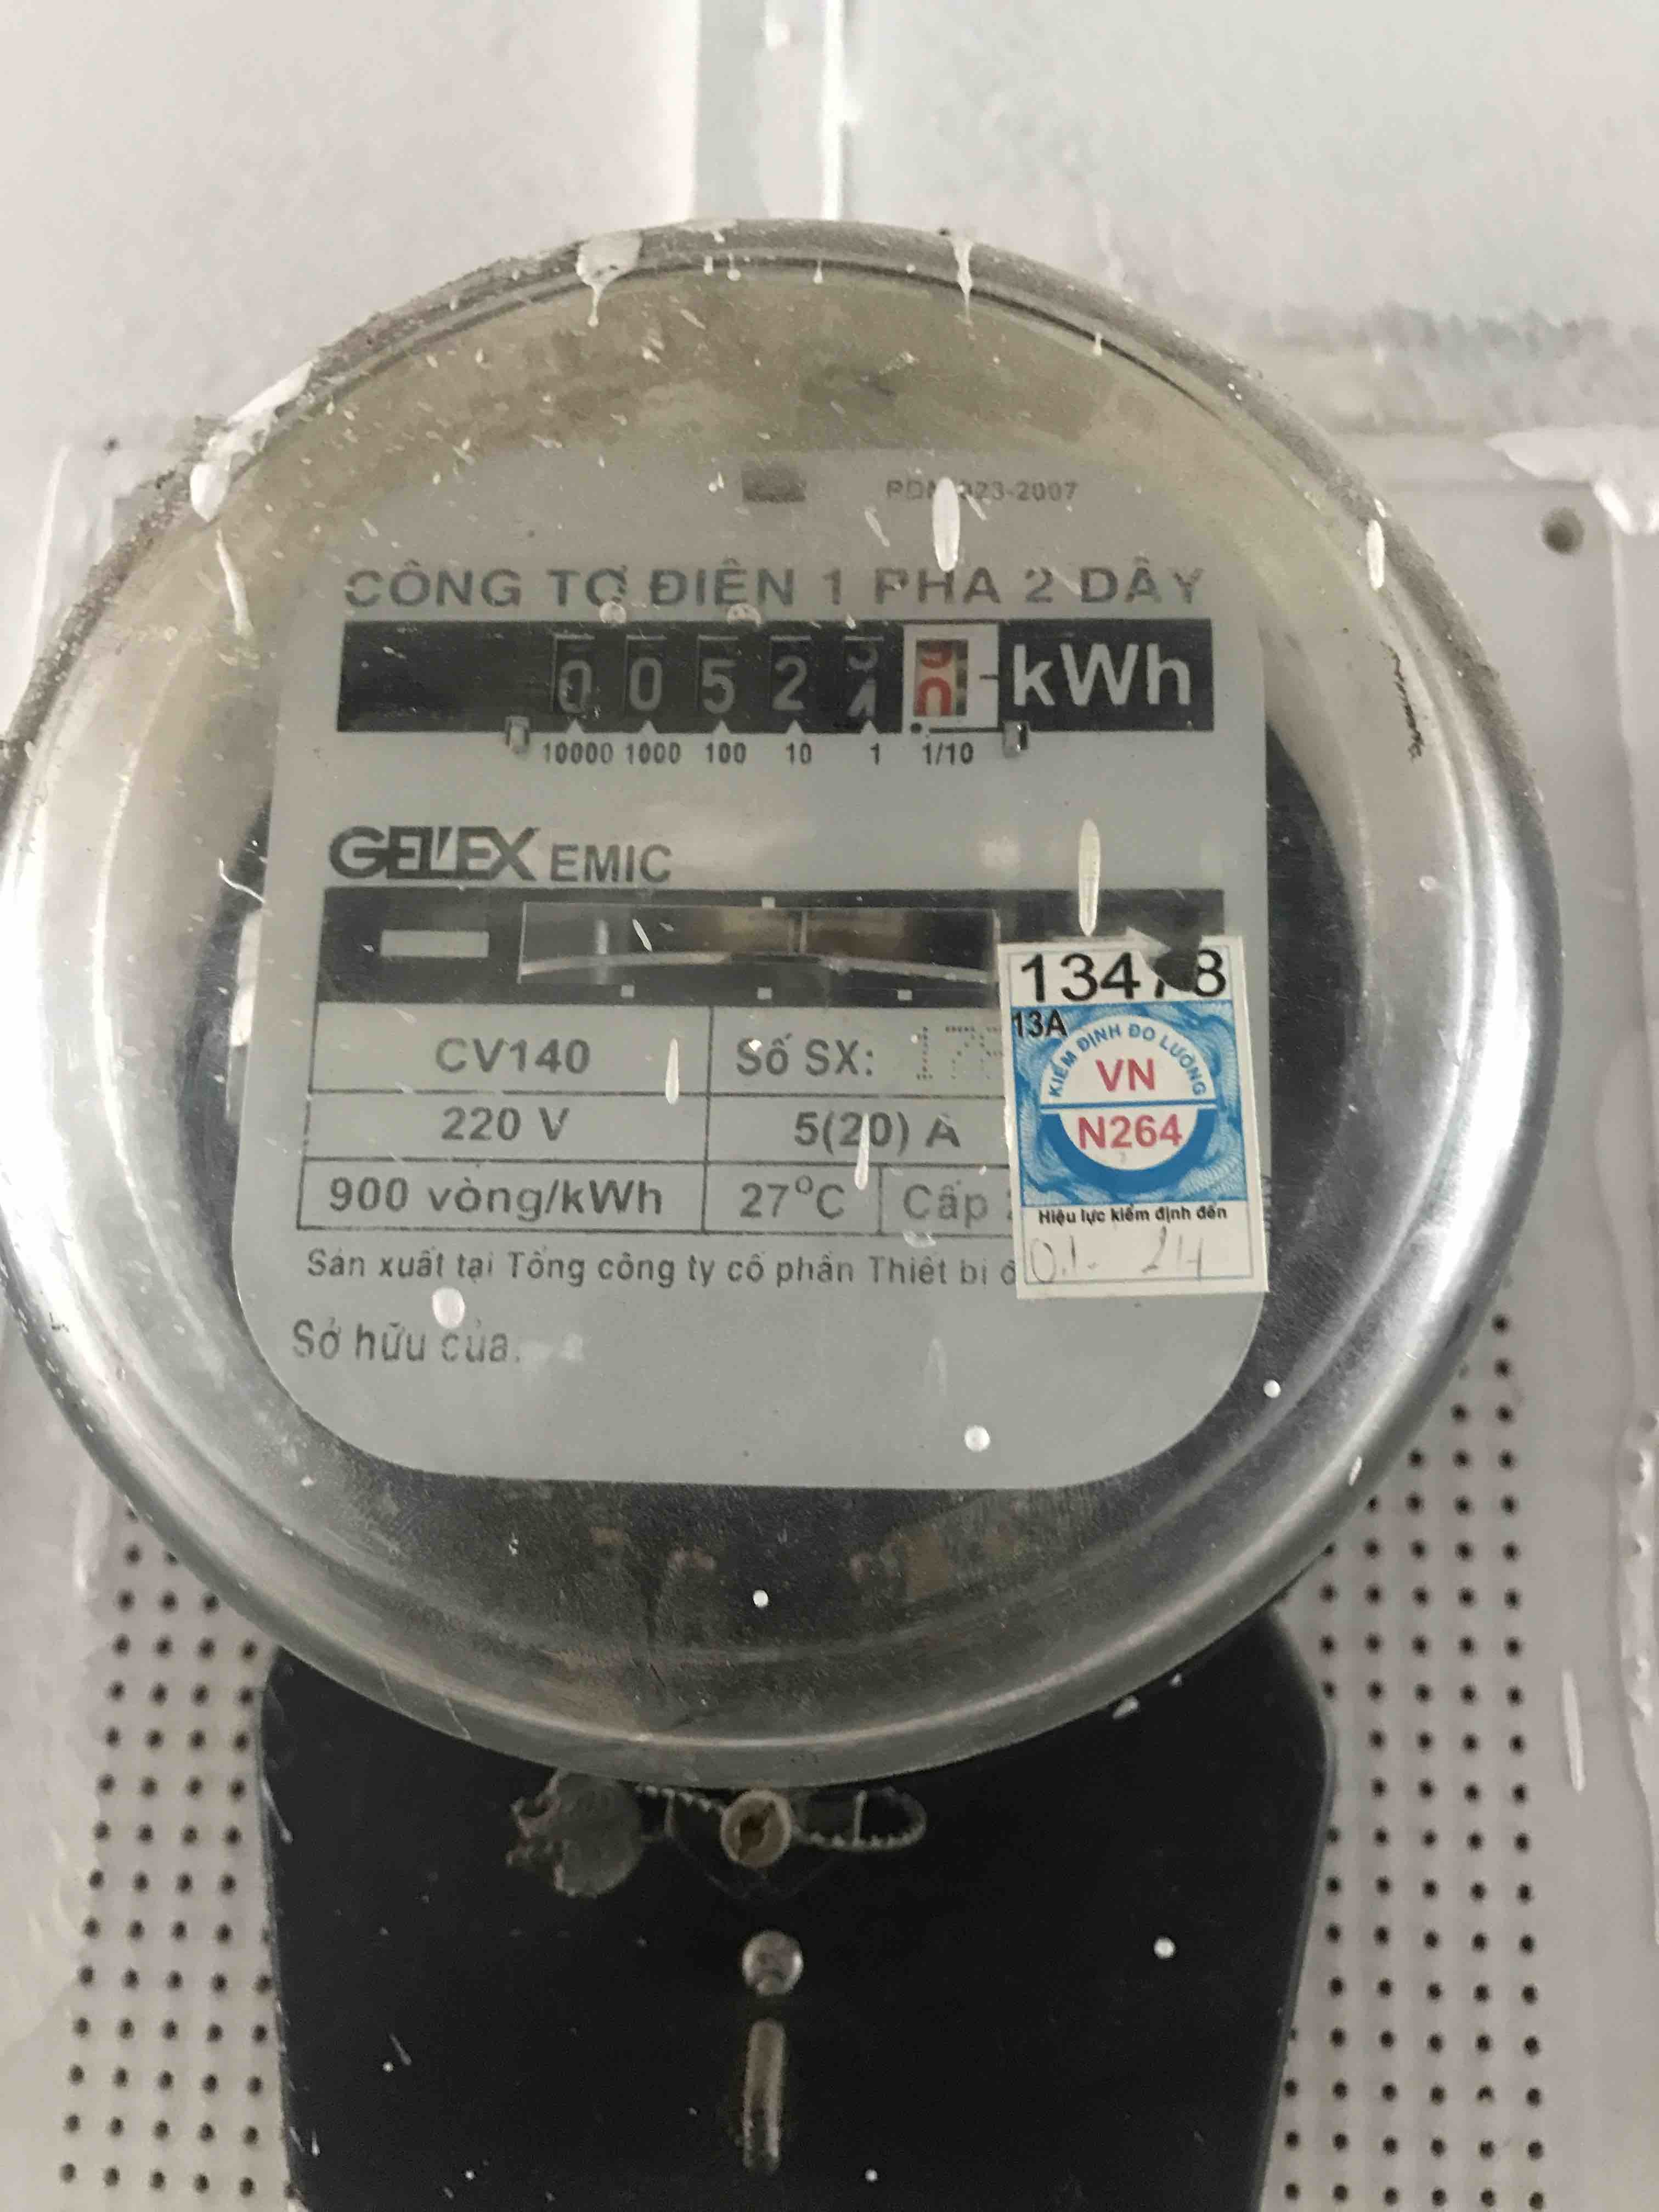 CÔNG TƠ ĐIỆN 1 PHA 2 DÂY
0 0 5 2 kWh
10000 1000 100 10 1 1/10
GELEX EMIC
13A
KIỂM ĐỊNH ĐO LƯỜNG
VN
N264
CV140 Số SX:
220 V 5(20) A
900 vòng/kWh 27°C Cấp
Hiệu lực kiểm định đến
Sản xuất tại Tổng công ty cổ phần Thiết bị
Sở hữu của.